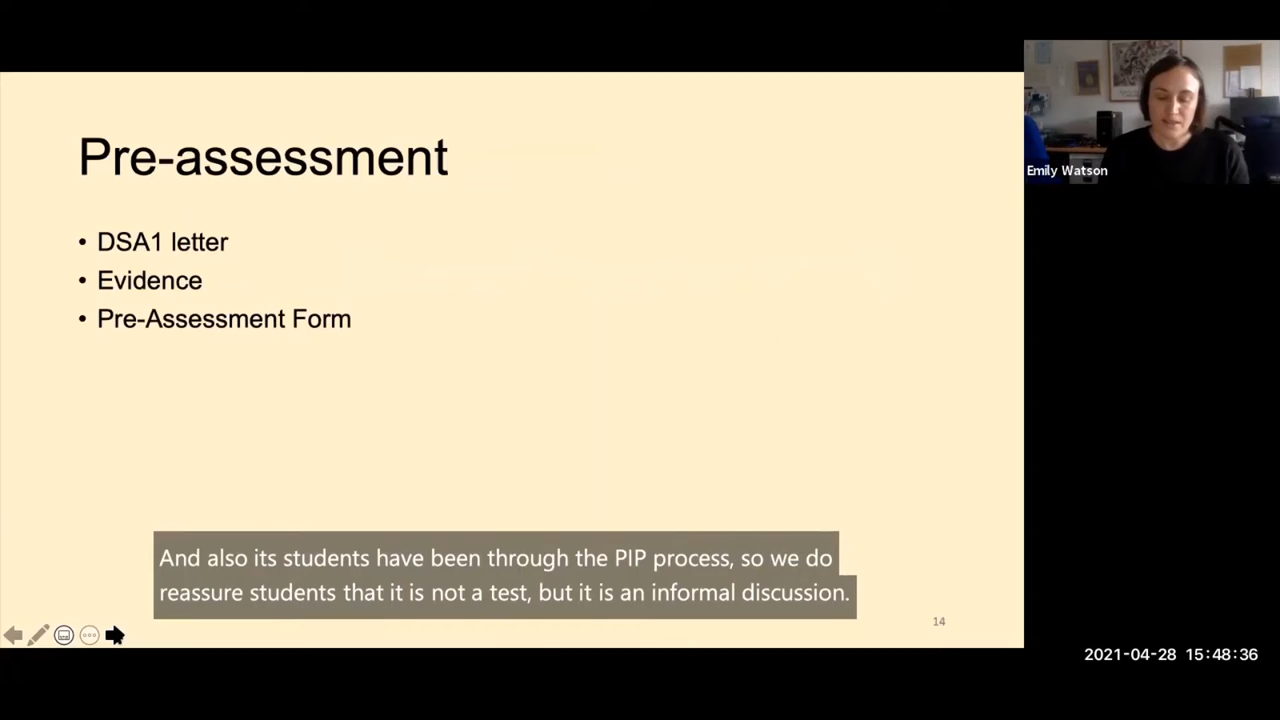 Pre-assessment
• DSA1 letter
• Evidence
• Pre-Assessment Form
And also its students have been through the PIP process, so we do
reassure students that it is not a test, but it is an informal discussion.
14
Emily Watson
2021-04-28 15:48:36